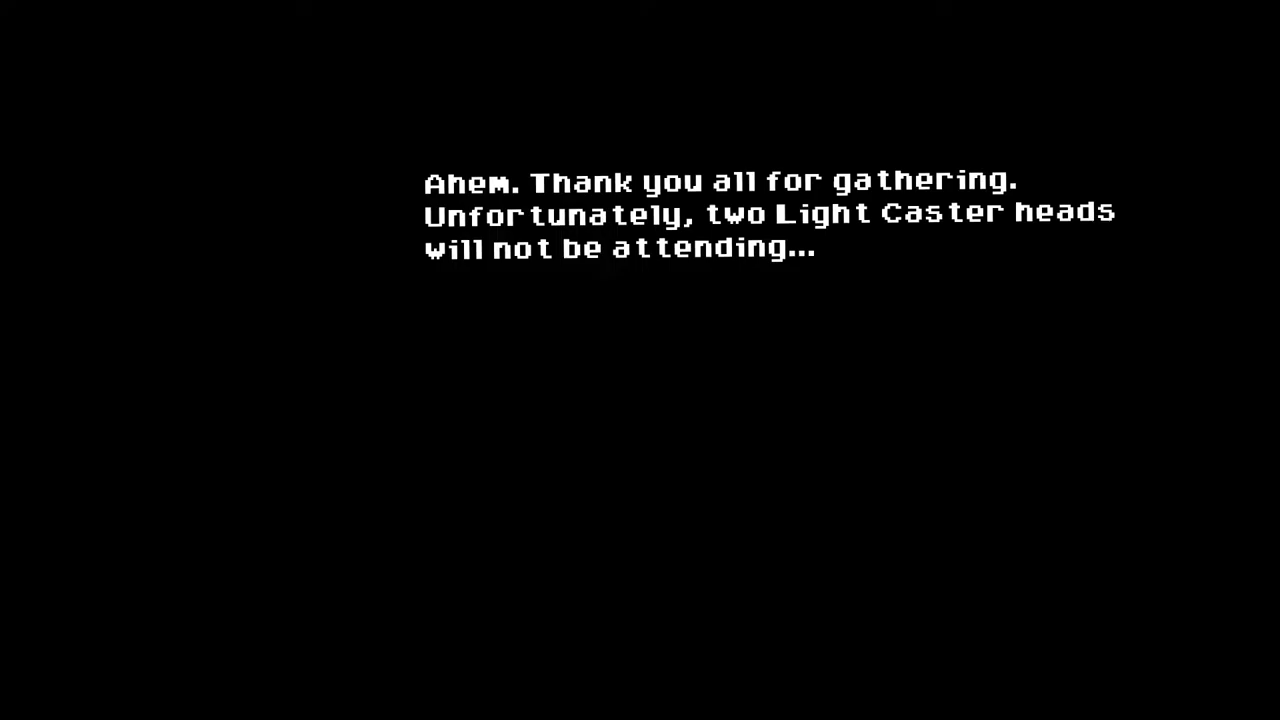 Ahem. Thank you all for gathering.
Unfortunately, two Light Caster heads
will not be attending...